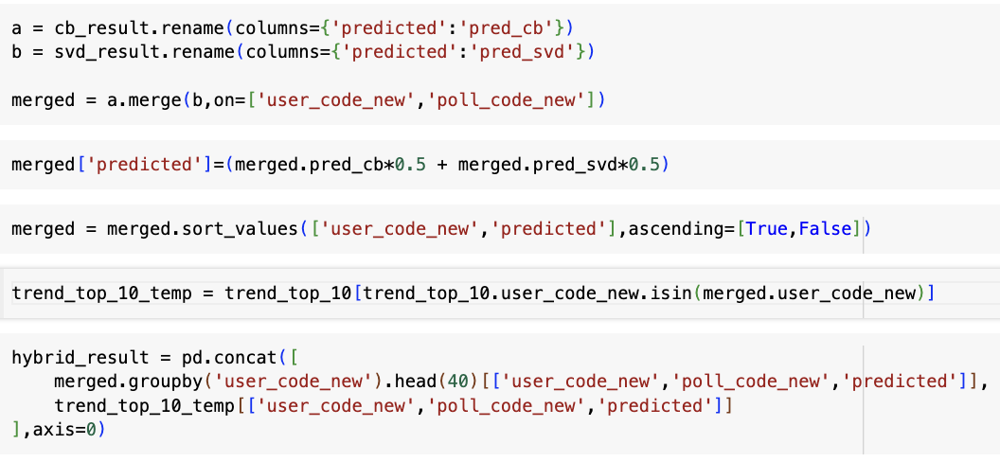 a = cb_result.rename(columns={'predicted':'pred_cb'})
b = svd_result.rename(columns={'predicted':'pred_svd'})
merged = a.merge(b,on=['user_code_new','poll_code_new'])
merged['predicted']=(merged.pred_cb*0.5 + merged.pred_svd*0.5)
merged = merged.sort_values(['user_code_new','predicted'],ascending=[True,False])
trend_top_10_temp = trend_top_10[trend_top_10.user_code_new.isin(merged.user_code_new)]
hybrid_result = pd.concat([
    merged.groupby('user_code_new').head(40)[['user_code_new','poll_code_new','predicted']],
    trend_top_10_temp[['user_code_new','poll_code_new','predicted']]
],axis=0)